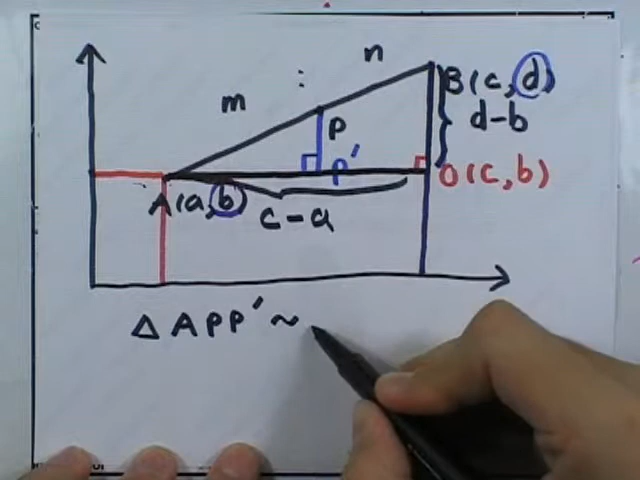 m : n
B(c, d)
P
d-b
P'
O(c, b)
A(a, b)
c-a
Δ APP' ~